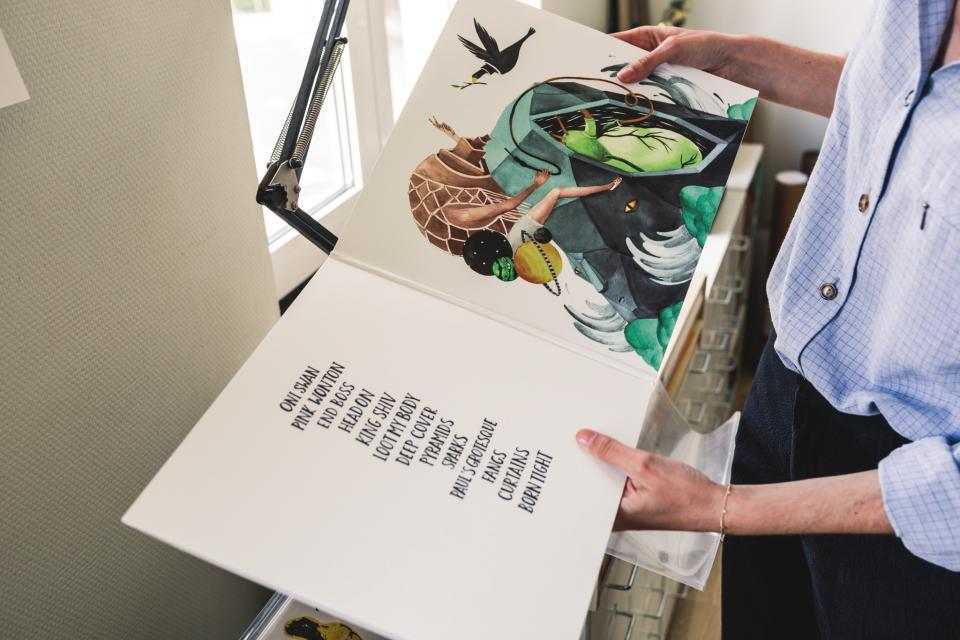 ONI SWAN
PINK WONTON
END BOSS
HEAD ON
KING SHIV
LOOT MY BODY
DEEP COVER
PYRAMIDS
SPARKS
PAUL'S GROTESQUE
FANGS
CURTAINS
BORN TIGHT